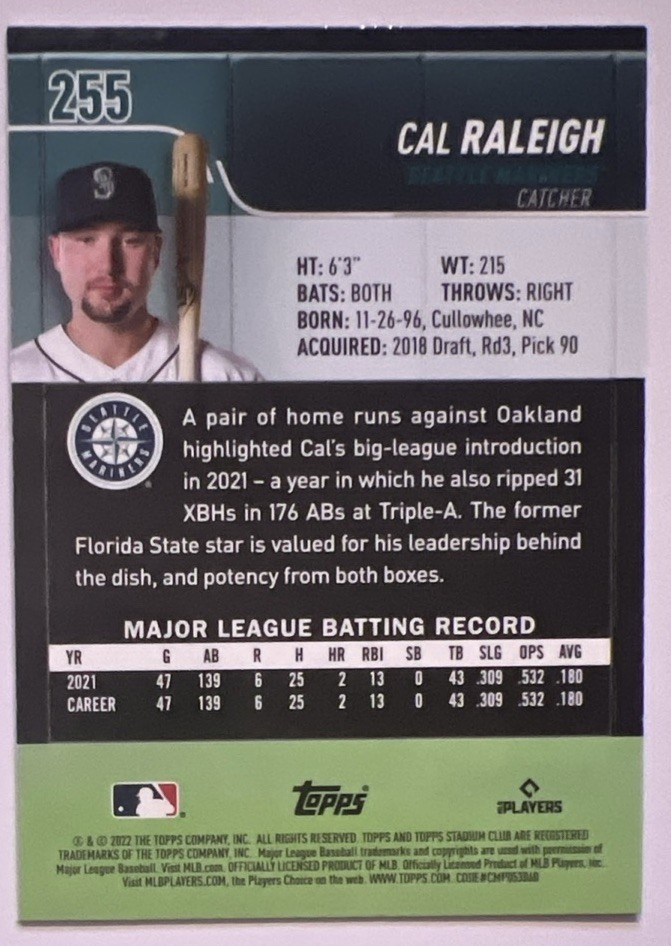 255
CAL RALEIGH
SEATTLE MARINERS
CATCHER
HT: 6'3" WT: 215
BATS: BOTH THROWS: RIGHT
BORN: 11-26-96, Cullowhee, NC
ACQUIRED: 2018 Draft, Rd3, Pick 90
S
SEATTLE
MARINERS
A pair of home runs against Oakland
highlighted Cal's big-league introduction
in 2021 – a year in which he also ripped 31
XBHs in 176 ABs at Triple-A. The former
Florida State star is valued for his leadership behind
the dish, and potency from both boxes.
MAJOR LEAGUE BATTING RECORD
YR G AB R H HR RBI SB TB SLG OPS AVG
2021 47 139 6 25 2 13 0 43 .309 .532 .180
CAREER 47 139 6 25 2 13 0 43 .309 .532 .180
topps
PLAYERS
® & © 2022 THE TOPPS COMPANY, INC. ALL RIGHTS RESERVED. TOPPS AND TOPPS STADIUM CLUB ARE REGISTERED
TRADEMARKS OF THE TOPPS COMPANY, INC. Major League Baseball trademarks and copyrights are used with permission of
Major League Baseball. Visit MLB.com. OFFICIALLY LICENSED PRODUCT OF MLB. Officially Licensed Product of MLB Players, Inc.
Visit MLBPLAYERS.COM, the Players Choice on the web. WWW.TOPPS.COM. CODE#CMP053068